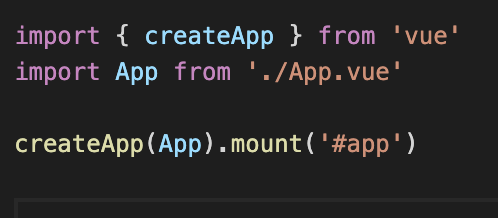 import { createApp } from 'vue'
import App from './App.vue'
createApp(App).mount('#app')